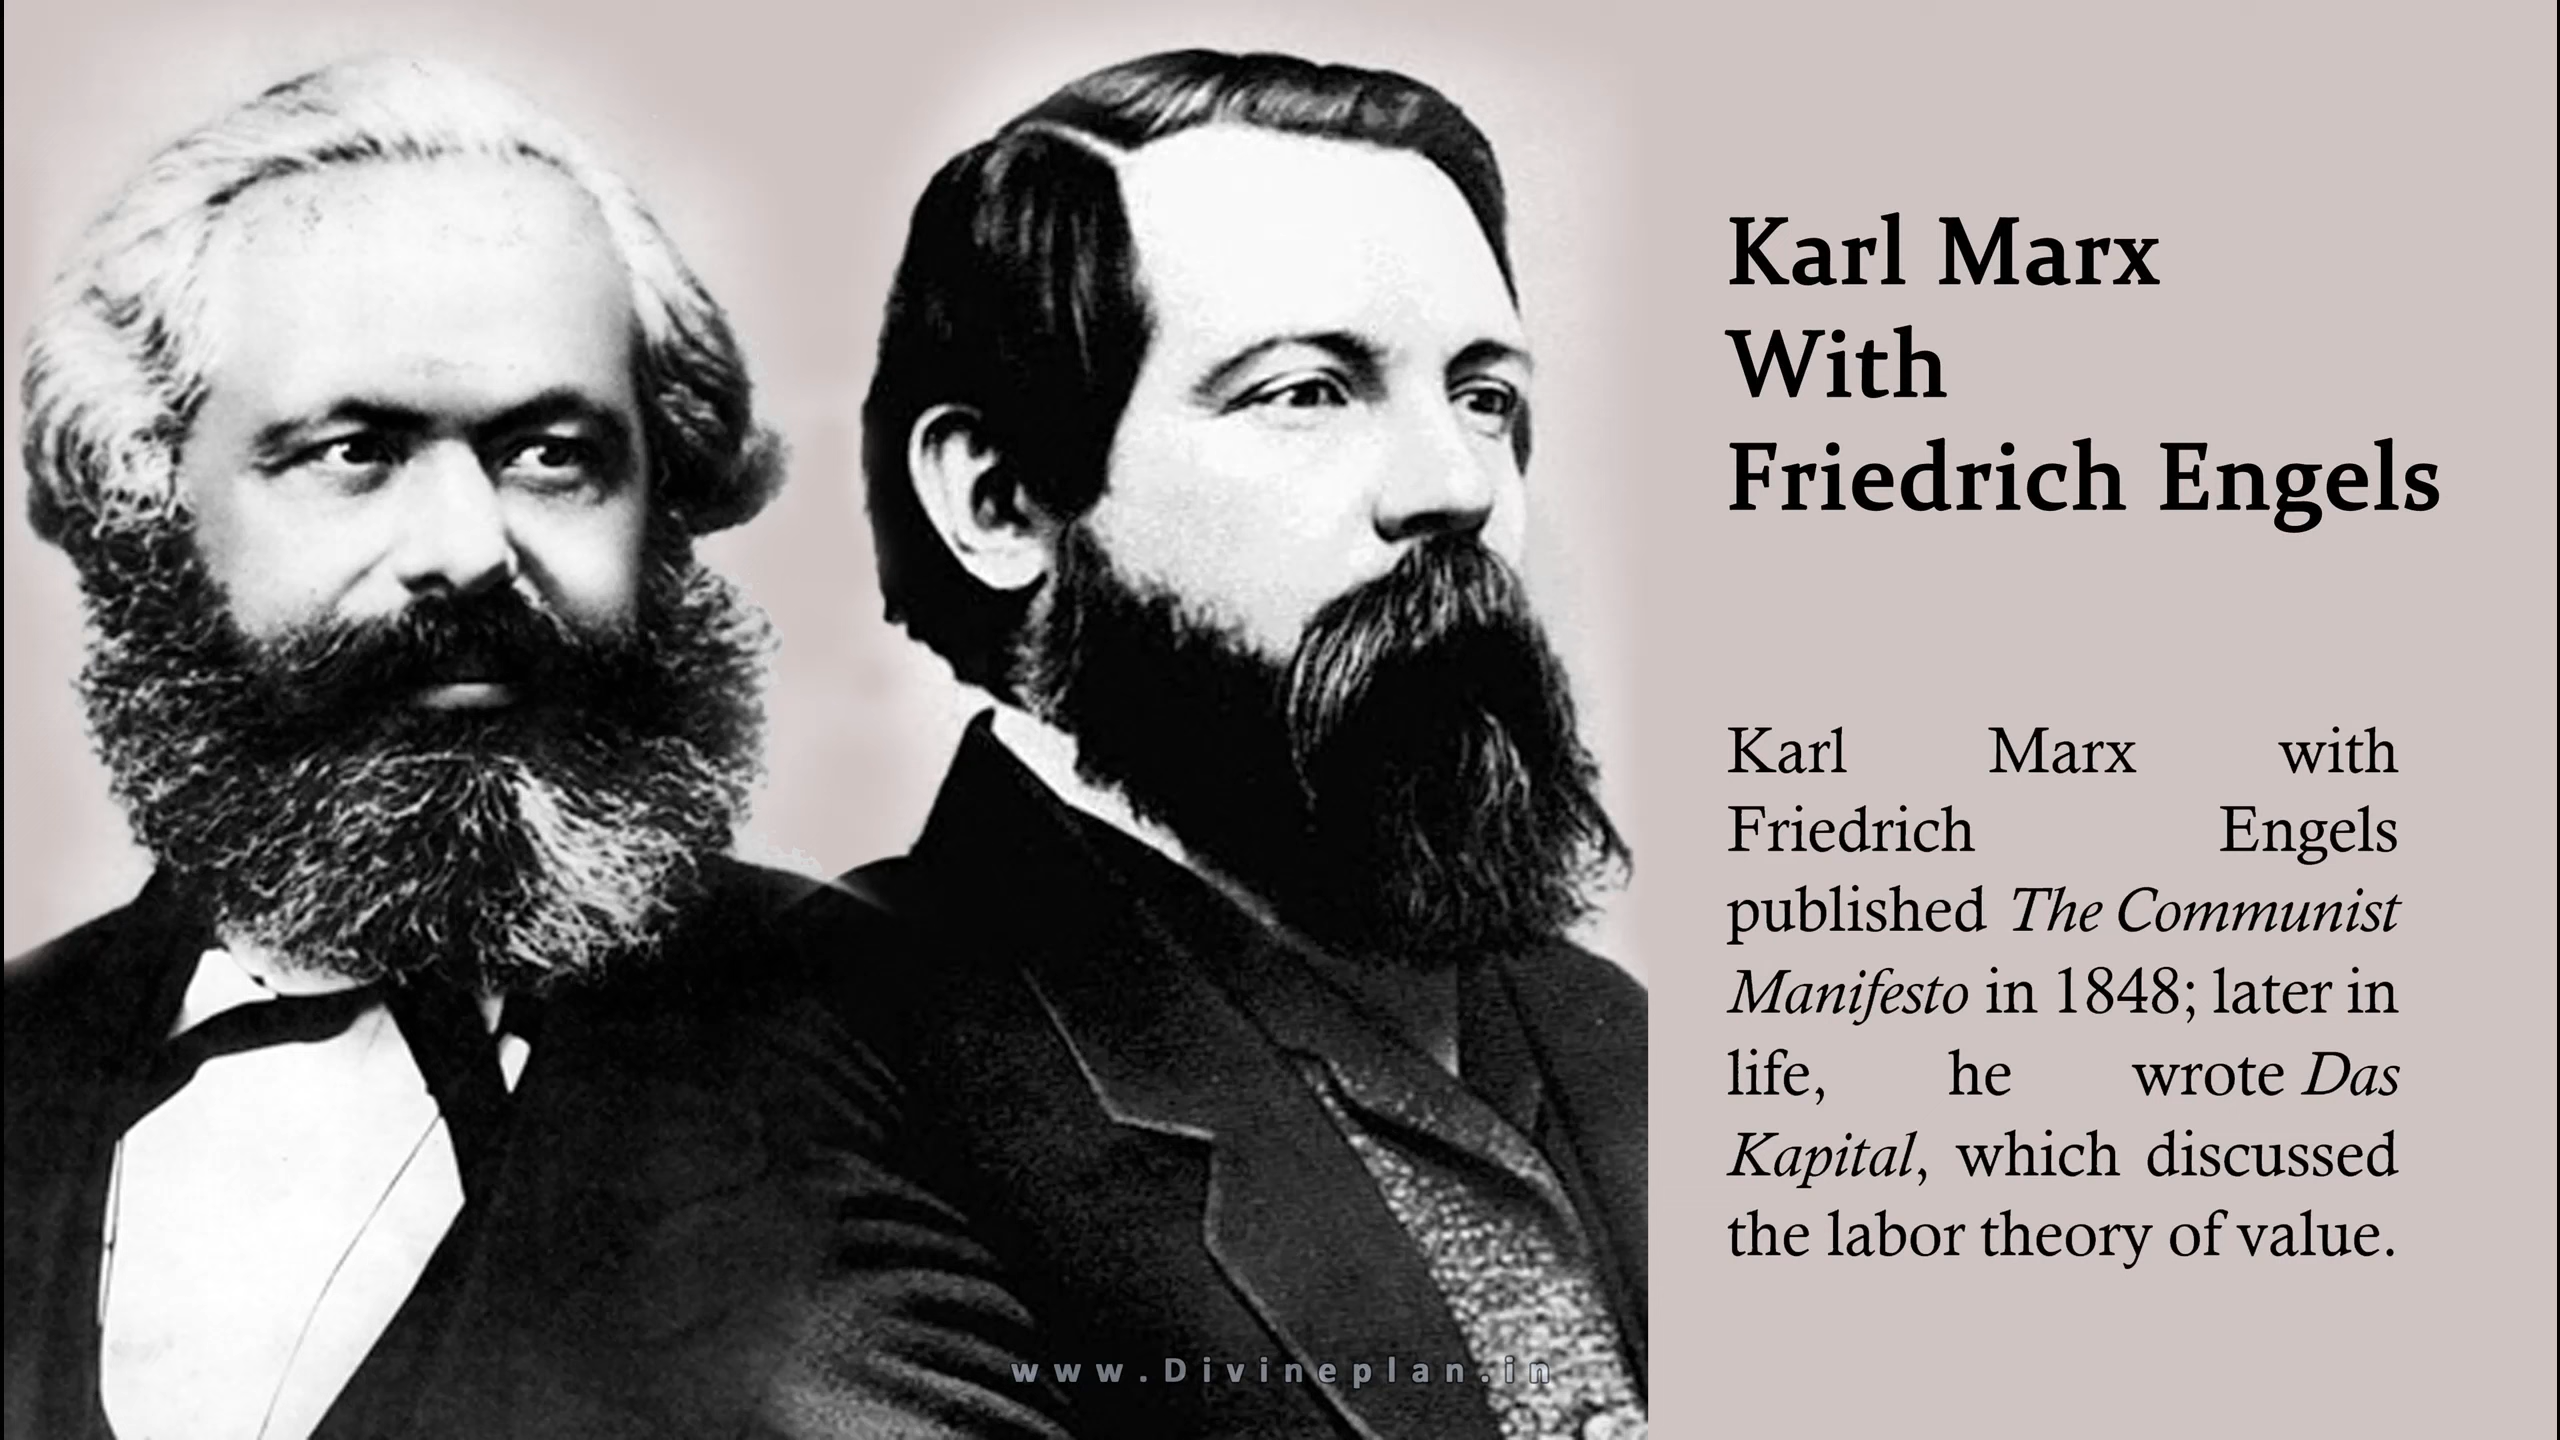 Karl Marx
With
Friedrich Engels
Karl Marx with
Friedrich Engels
published The Communist
Manifesto in 1848; later in
life, he wrote Das
Kapital, which discussed
the labor theory of value.
www.Divineplan.in